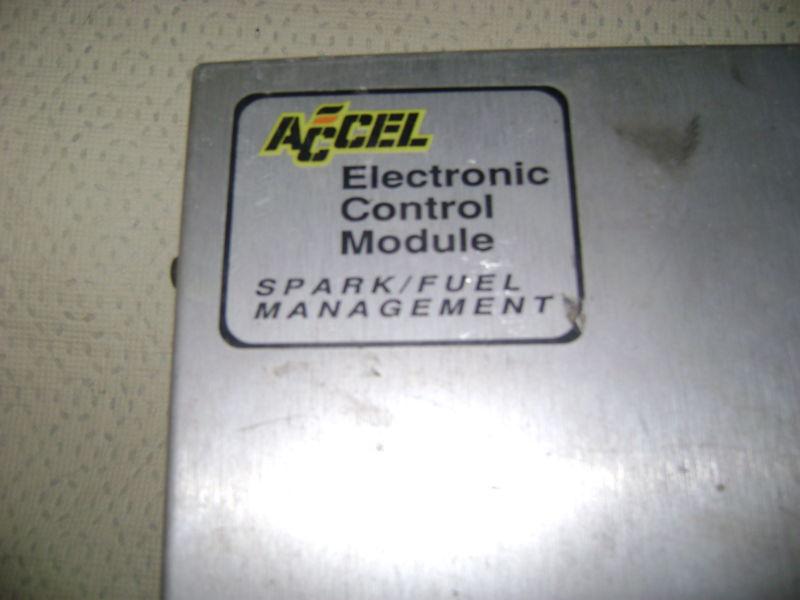 ACCEL
Electronic
Control
Module
SPARK/FUEL
MANAGEMENT